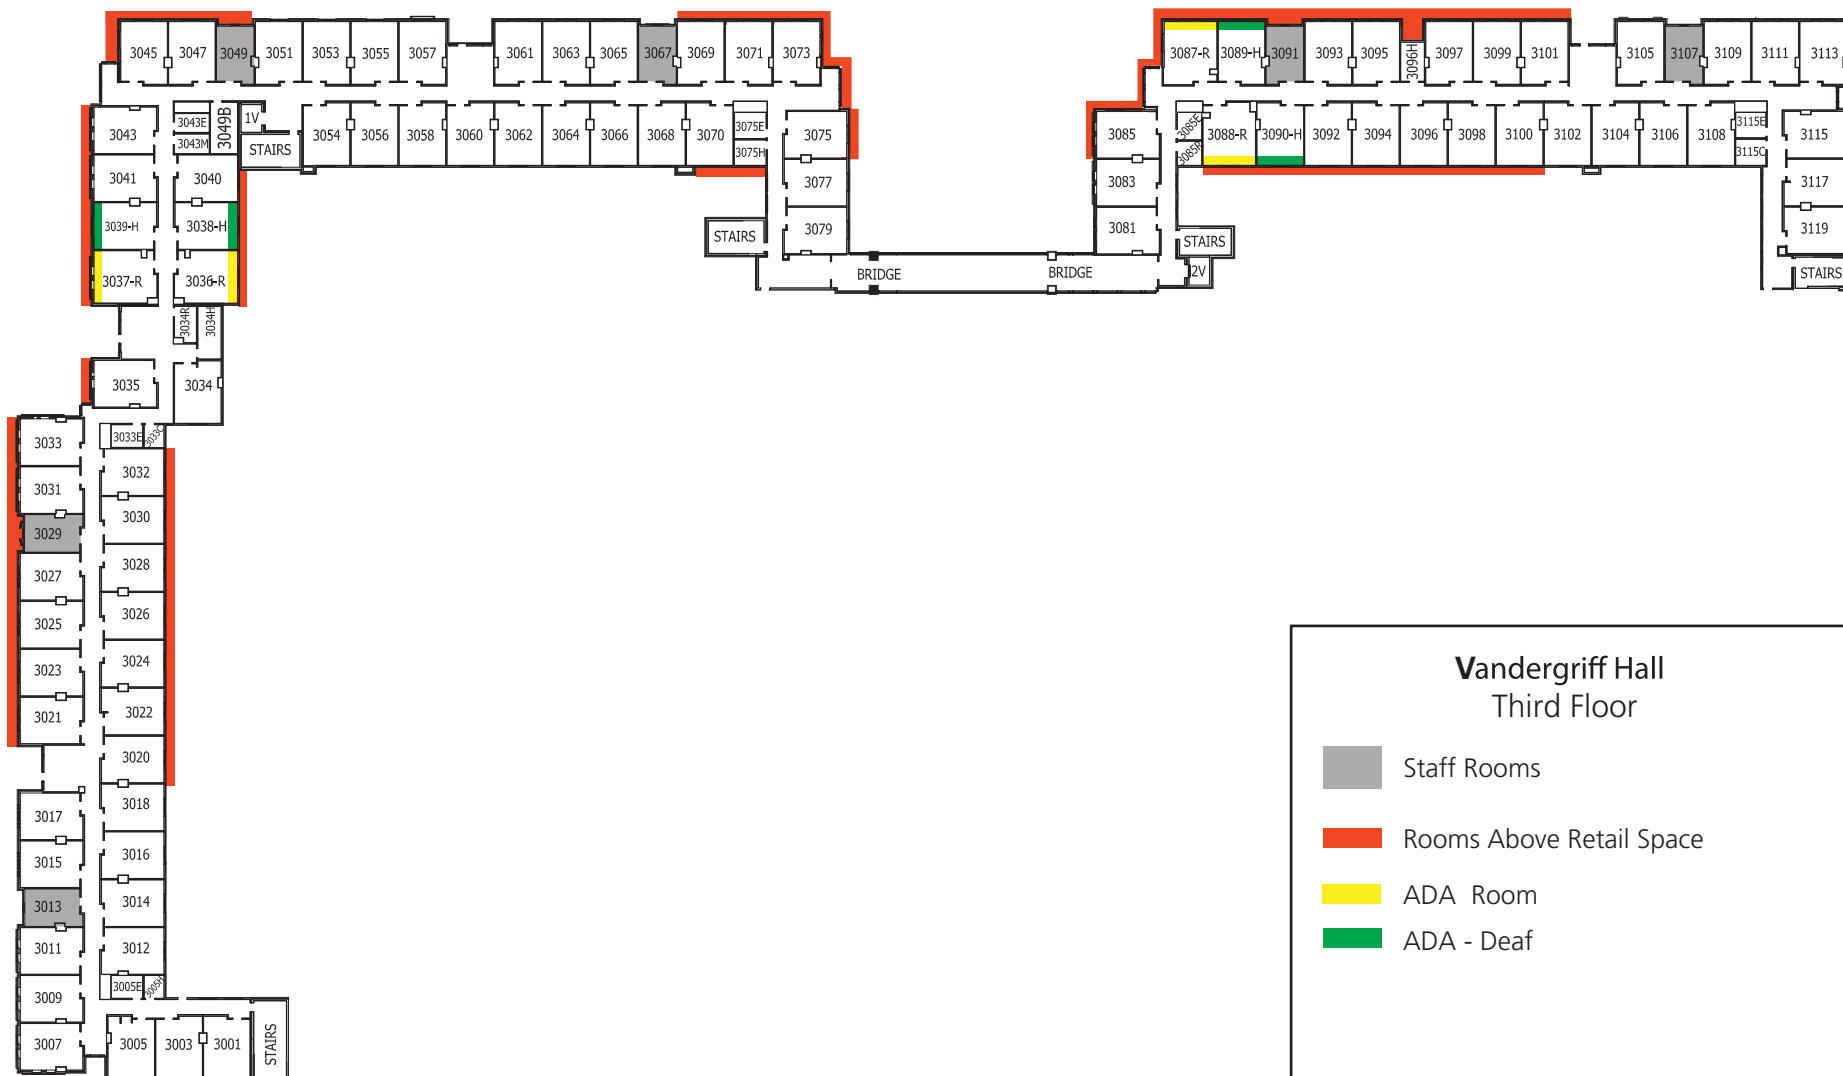 3045 3047 3049 3051 3053 3055 3057 3061 3063 3065 3067 3069 3071 3073
3087-R 3089-H 3091 3093 3095 3096H 3097 3099 3101 3105 3107 3109 3111 3113
3043 3043E 3043M 3049B 1V STAIRS
3054 3056 3058 3060 3062 3064 3066 3068 3070 3075E 3075H 3075
3085 3085E 3085R 3088-R 3090-H 3092 3094 3096 3098 3100 3102 3104 3106 3108 3115E 3115C 3115
3041 3040 3077 3083 3117
3039-H 3038-H STAIRS 3079 3081 STAIRS 3119
3037-R 3036-R BRIDGE BRIDGE 2V STAIRS
3034R 3034H
3035 3034
3033 3033E 3033C
3032
3031
3030
3029
3028
3027
3026
3025
3024
3023
3022
3021
3020
3018
3017
3016
3015
3014
3013
3012
3011
3005E 3005H
3009
3007 3005 3003 3001 STAIRS
Vandergriff Hall
Third Floor
Staff Rooms
Rooms Above Retail Space
ADA Room
ADA - Deaf